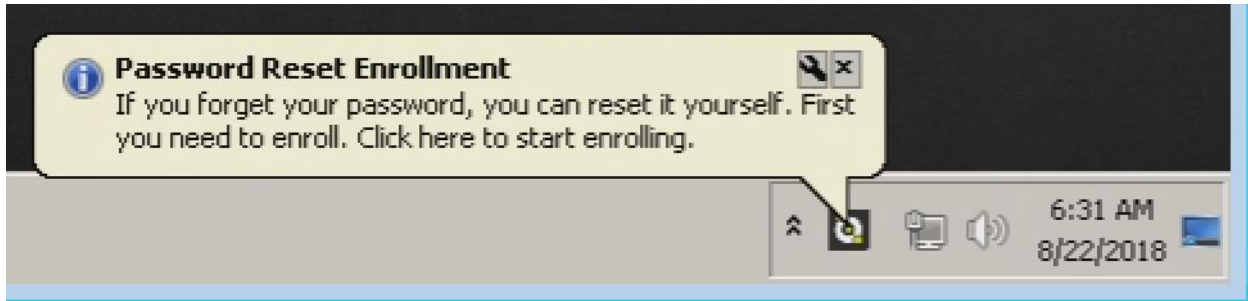 Password Reset Enrollment
If you forget your password, you can reset it yourself. First
you need to enroll. Click here to start enrolling.
6:31 AM
8/22/2018